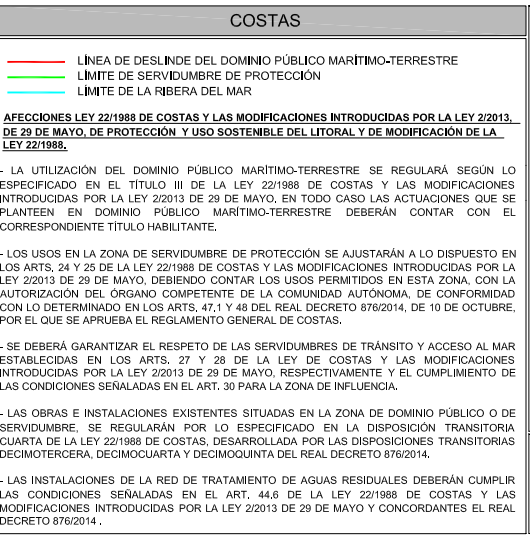 COSTAS
LÍNEA DE DESLINDE DEL DOMINIO PÚBLICO MARÍTIMO-TERRESTRE
LÍMITE DE SERVIDUMBRE DE PROTECCIÓN
LÍMITE DE LA RIBERA DEL MAR
AFECCIONES LEY 22/1988 DE COSTAS Y LAS MODIFICACIONES INTRODUCIDAS POR LA LEY 2/2013,
DE 29 DE MAYO, DE PROTECCIÓN Y USO SOSTENIBLE DEL LITORAL Y DE MODIFICACIÓN DE LA
LEY 22/1988.
- LA UTILIZACIÓN DEL DOMINIO PÚBLICO MARÍTIMO-TERRESTRE SE REGULARÁ SEGÚN LO
ESPECIFICADO EN EL TÍTULO III DE LA LEY 22/1988 DE COSTAS Y LAS MODIFICACIONES
INTRODUCIDAS POR LA LEY 2/2013 DE 29 DE MAYO. EN TODO CASO LAS ACTUACIONES QUE SE
PLANTEEN EN DOMINIO PÚBLICO MARÍTIMO-TERRESTRE DEBERÁN CONTAR CON EL
CORRESPONDIENTE TÍTULO HABILITANTE.
- LOS USOS EN LA ZONA DE SERVIDUMBRE DE PROTECCIÓN SE AJUSTARÁN A LO DISPUESTO EN
LOS ARTS. 24 Y 25 DE LA LEY 22/1988 DE COSTAS Y LAS MODIFICACIONES INTRODUCIDAS POR LA
LEY 2/2013 DE 29 DE MAYO, DEBIENDO CONTAR LOS USOS PERMITIDOS EN ESTA ZONA, CON LA
AUTORIZACIÓN DEL ÓRGANO COMPETENTE DE LA COMUNIDAD AUTÓNOMA, DE CONFORMIDAD
CON LO DETERMINADO EN LOS ARTS. 47.1 Y 48 DEL REAL DECRETO 876/2014, DE 10 DE OCTUBRE,
POR EL QUE SE APRUEBA EL REGLAMENTO GENERAL DE COSTAS.
- SE DEBERÁ GARANTIZAR EL RESPETO DE LAS SERVIDUMBRES DE TRÁNSITO Y ACCESO AL MAR
ESTABLECIDAS EN LOS ARTS. 27 Y 28 DE LA LEY DE COSTAS Y LAS MODIFICACIONES
INTRODUCIDAS POR LA LEY 2/2013 DE 29 DE MAYO, RESPECTIVAMENTE Y EL CUMPLIMIENTO DE
LAS CONDICIONES SEÑALADAS EN EL ART. 30 PARA LA ZONA DE INFLUENCIA.
- LAS OBRAS E INSTALACIONES EXISTENTES SITUADAS EN LA ZONA DE DOMINIO PÚBLICO O DE
SERVIDUMBRE, SE REGULARÁN POR LO ESPECIFICADO EN LA DISPOSICIÓN TRANSITORIA
CUARTA DE LA LEY 22/1988 DE COSTAS, DESARROLLADA POR LAS DISPOSICIONES TRANSITORIAS
DECIMOTERCERA, DECIMOCUARTA Y DECIMOQUINTA DEL REAL DECRETO 876/2014.
- LAS INSTALACIONES DE LA RED DE TRATAMIENTO DE AGUAS RESIDUALES DEBERÁN CUMPLIR
LAS CONDICIONES SEÑALADAS EN EL ART. 44.6 DE LA LEY 22/1988 DE COSTAS Y LAS
MODIFICACIONES INTRODUCIDAS POR LA LEY 2/2013 DE 29 DE MAYO Y CONCORDANTES EL REAL
DECRETO 876/2014 .